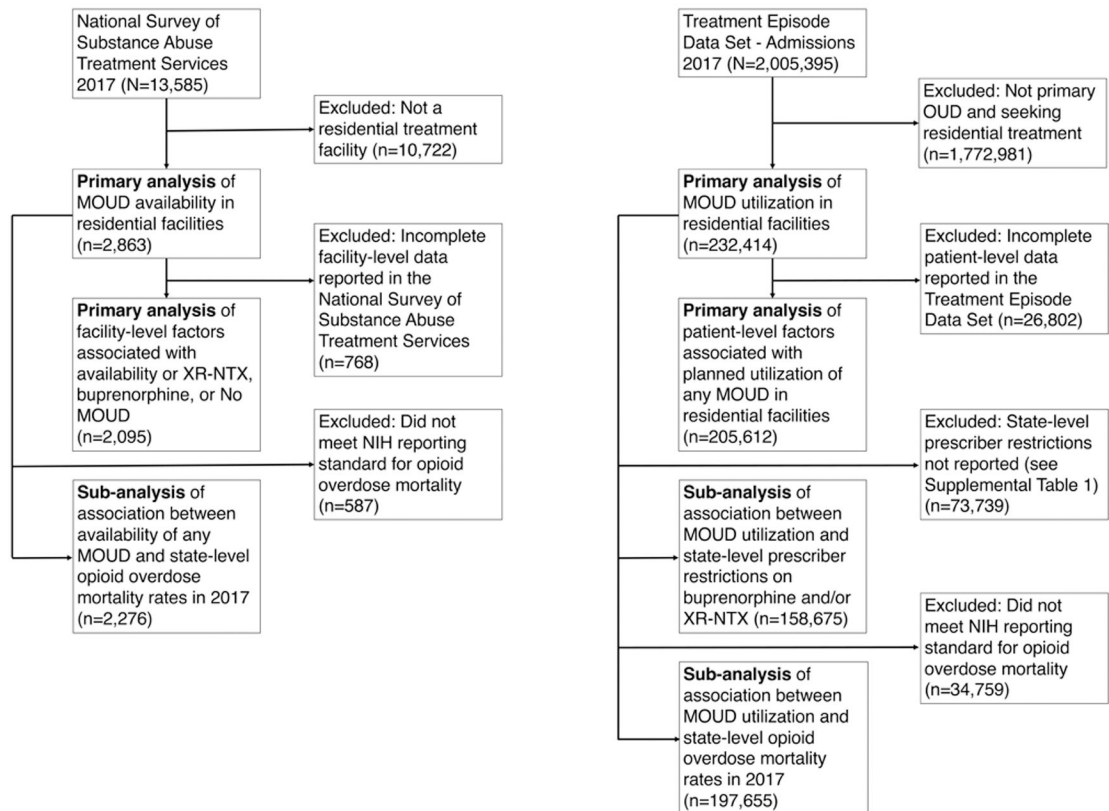 National Survey of
Substance Abuse
Treatment Services
2017 (N=13,585)
Excluded: Not a
residential treatment
facility (n=10,722)
Primary analysis of
MOUD availability in
residential facilities
(n=2,863)
Excluded: Incomplete
facility-level data
reported in the
National Survey of
Substance Abuse
Treatment Services
(n=768)
Primary analysis of
facility-level factors
associated with
availability or XR-NTX,
buprenorphine, or No
MOUD
(n=2,095)
Excluded: Did not
meet NIH reporting
standard for opioid
overdose mortality
(n=587)
Sub-analysis of
association between
availability of any
MOUD and state-level
opioid overdose
mortality rates in 2017
(n=2,276)
Treatment Episode
Data Set - Admissions
2017 (N=2,005,395)
Excluded: Not primary
OUD and seeking
residential treatment
(n=1,772,981)
Primary analysis of
MOUD utilization in
residential facilities
(n=232,414)
Excluded: Incomplete
patient-level data
reported in the
Treatment Episode
Data Set (n=26,802)
Primary analysis of
patient-level factors
associated with
planned utilization of
any MOUD in
residential facilities
(n=205,612)
Excluded: State-level
prescriber restrictions
not reported (see
Supplemental Table 1)
(n=73,739)
Sub-analysis of
association between
MOUD utilization and
state-level prescriber
restrictions on
buprenorphine and/or
XR-NTX (n=158,675)
Excluded: Did not
meet NIH reporting
standard for opioid
overdose mortality
(n=34,759)
Sub-analysis of
association between
MOUD utilization and
state-level opioid
overdose mortality
rates in 2017
(n=197,655)